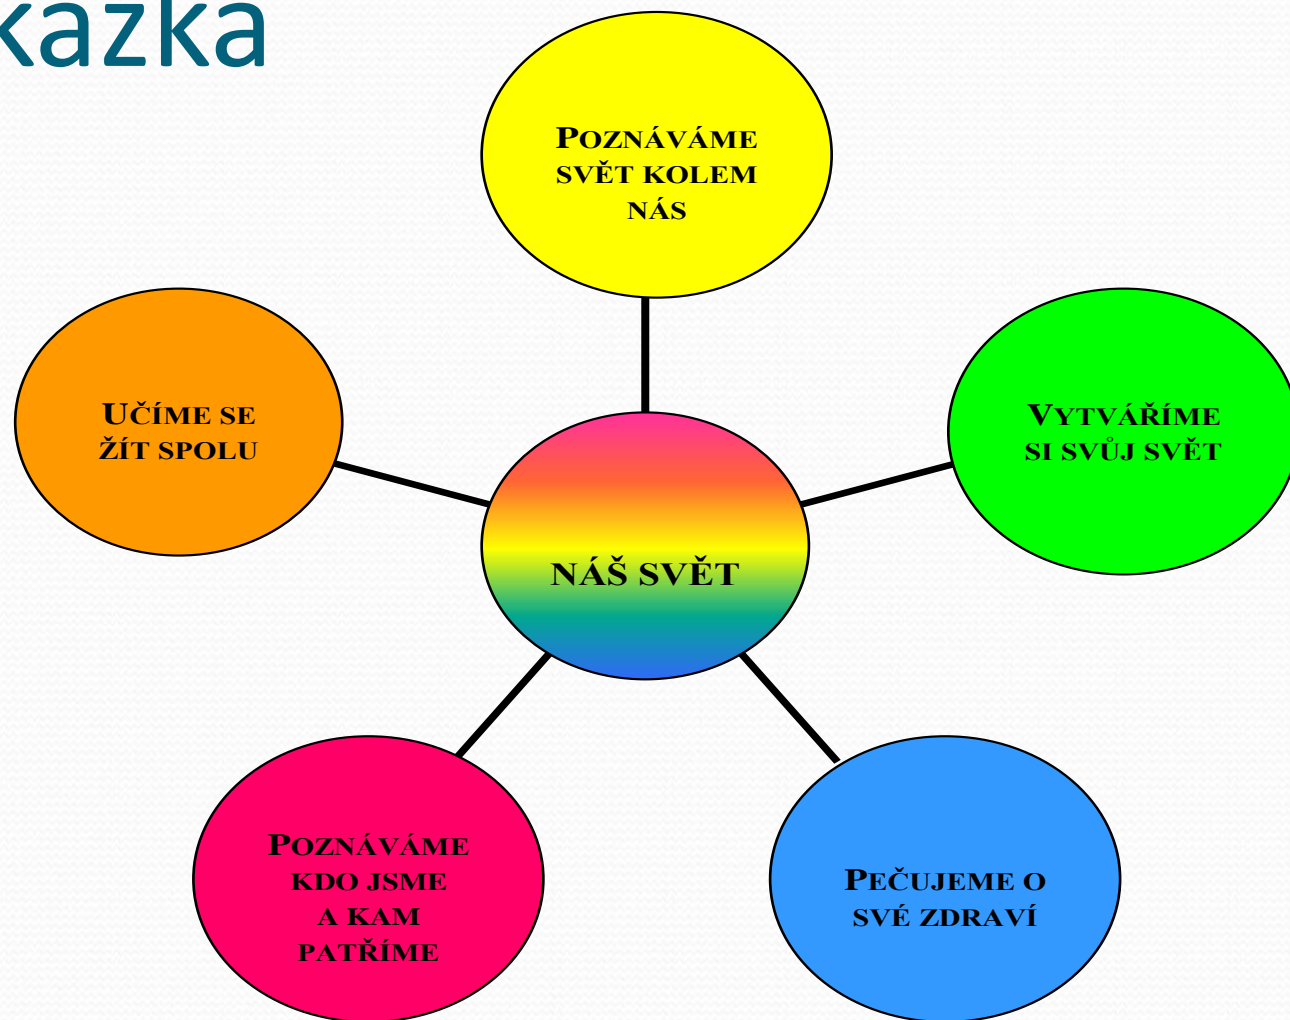 kázka
POZNÁVÁME
SVĚT KOLEM
NÁS
UČÍME SE
ŽÍT SPOLU
VYTVÁŘÍME
SI SVŮJ SVĚT
NÁŠ SVĚT
POZNÁVÁME
KDO JSME
A KAM
PATŘÍME
PEČUJEME O
SVÉ ZDRAVÍ